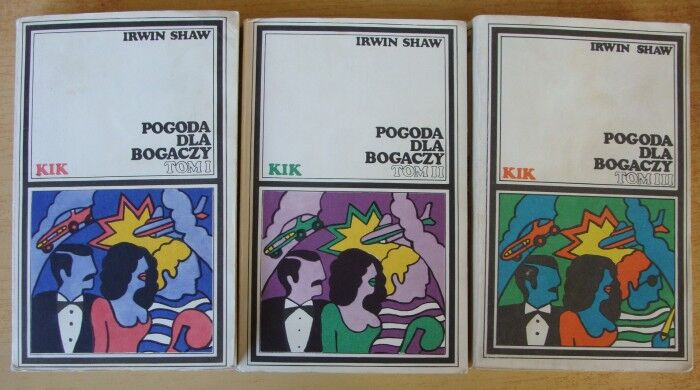 IRWIN SHAW
POGODA
DLA
BOGACZY
TOM I
KIK
IRWIN SHAW
POGODA
DLA
BOGACZY
TOM II
KIK
IRWIN SHAW
POGODA
DLA
BOGACZY
TOM III
KIK